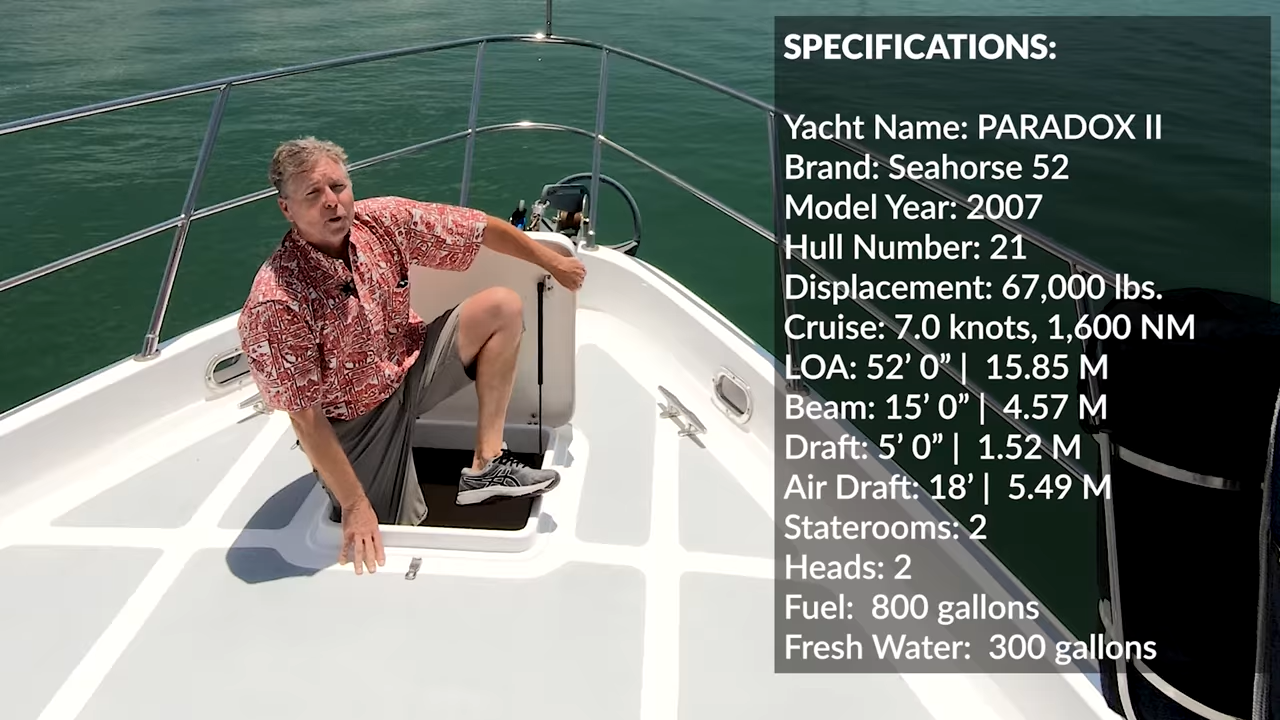 SPECIFICATIONS:
Yacht Name: PARADOX II
Brand: Seahorse 52
Model Year: 2007
Hull Number: 21
Displacement: 67,000 lbs.
Cruise: 7.0 knots, 1,600 NM
LOA: 52’ 0” | 15.85 M
Beam: 15’ 0” | 4.57 M
Draft: 5’ 0” | 1.52 M
Air Draft: 18’ | 5.49 M
Staterooms: 2
Heads: 2
Fuel:  800 gallons
Fresh Water:  300 gallons